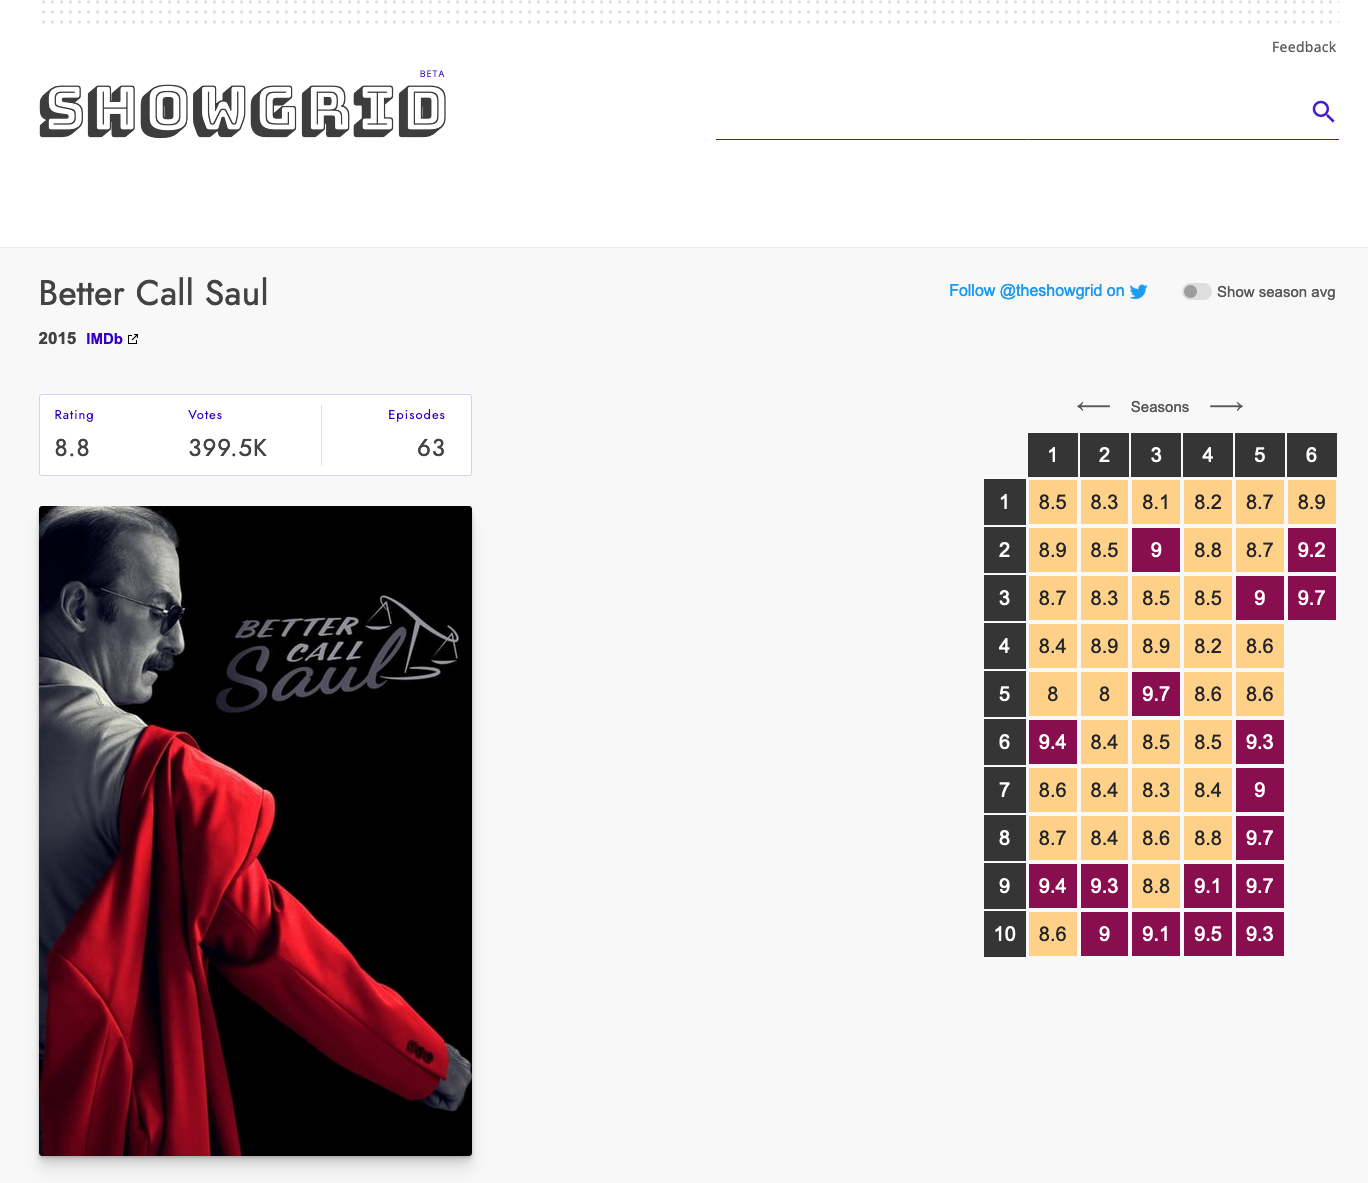 Feedback
BETA
SHOWGRID
Better Call Saul
Follow @theshowgrid on
Show season avg
2015 IMDb
Rating Votes Episodes
8.8 399.5K 63
BETTER
CALL
Saul
Seasons
1 2 3 4 5 6
1 8.5 8.3 8.1 8.2 8.7 8.9
2 8.9 8.5 9 8.8 8.7 9.2
3 8.7 8.3 8.5 8.5 9 9.7
4 8.4 8.9 8.9 8.2 8.6
5 8 8 9.7 8.6 8.6
6 9.4 8.4 8.5 8.5 9.3
7 8.6 8.4 8.3 8.4 9
8 8.7 8.4 8.6 8.8 9.7
9 9.4 9.3 8.8 9.1 9.7
10 8.6 9 9.1 9.5 9.3